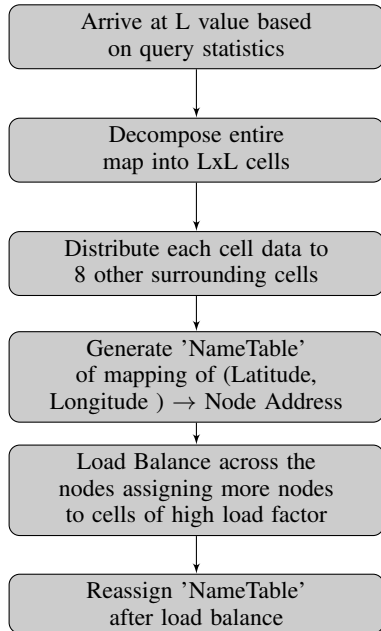 Arrive at L value based
on query statistics
Decompose entire
map into LxL cells
Distribute each cell data to
8 other surrounding cells
Generate ’NameTable’
of mapping of (Latitude,
Longitude ) → Node Address
Load Balance across the
nodes assigning more nodes
to cells of high load factor
Reassign ’NameTable’
after load balance